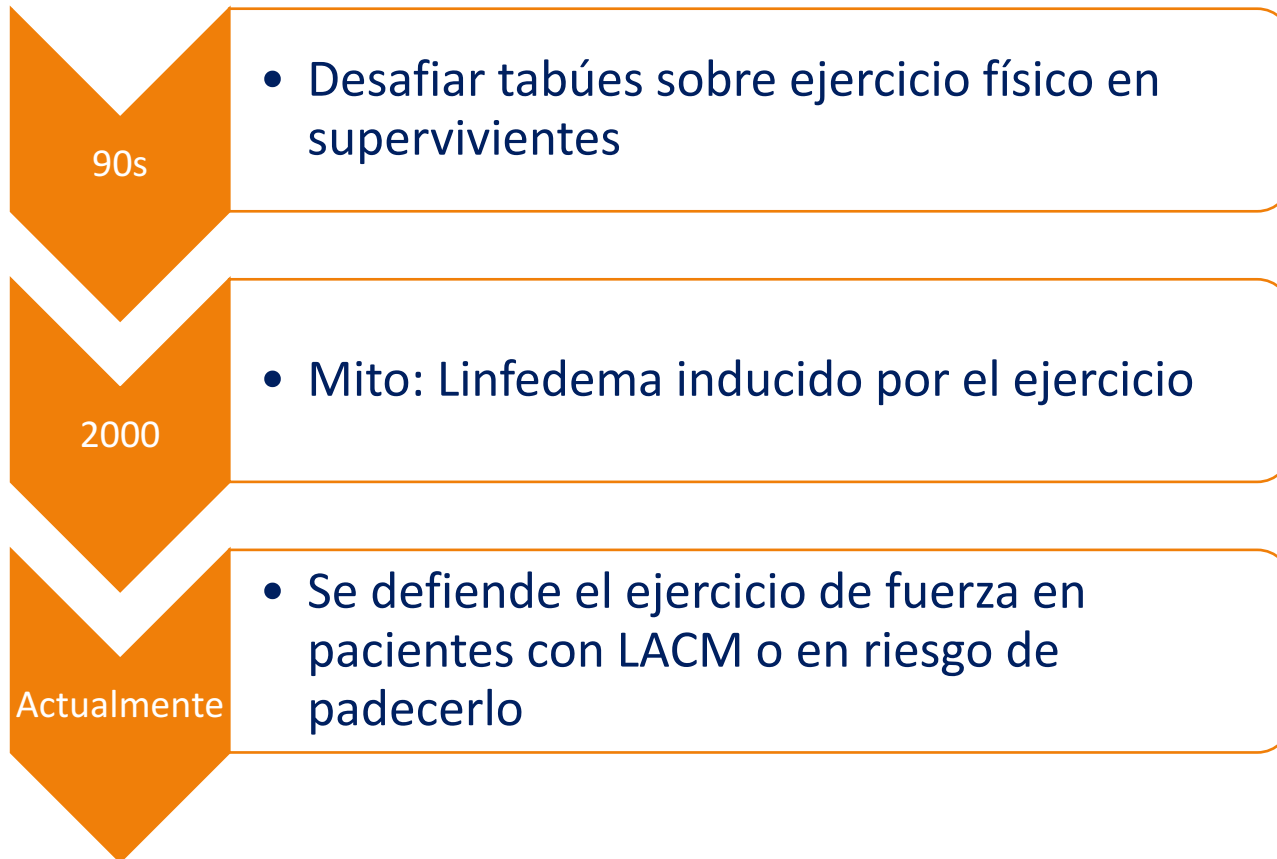 90s
• Desafiar tabúes sobre ejercicio físico en
supervivientes
2000
• Mito: Linfedema inducido por el ejercicio
Actualmente
• Se defiende el ejercicio de fuerza en
pacientes con LACM o en riesgo de
padecerlo